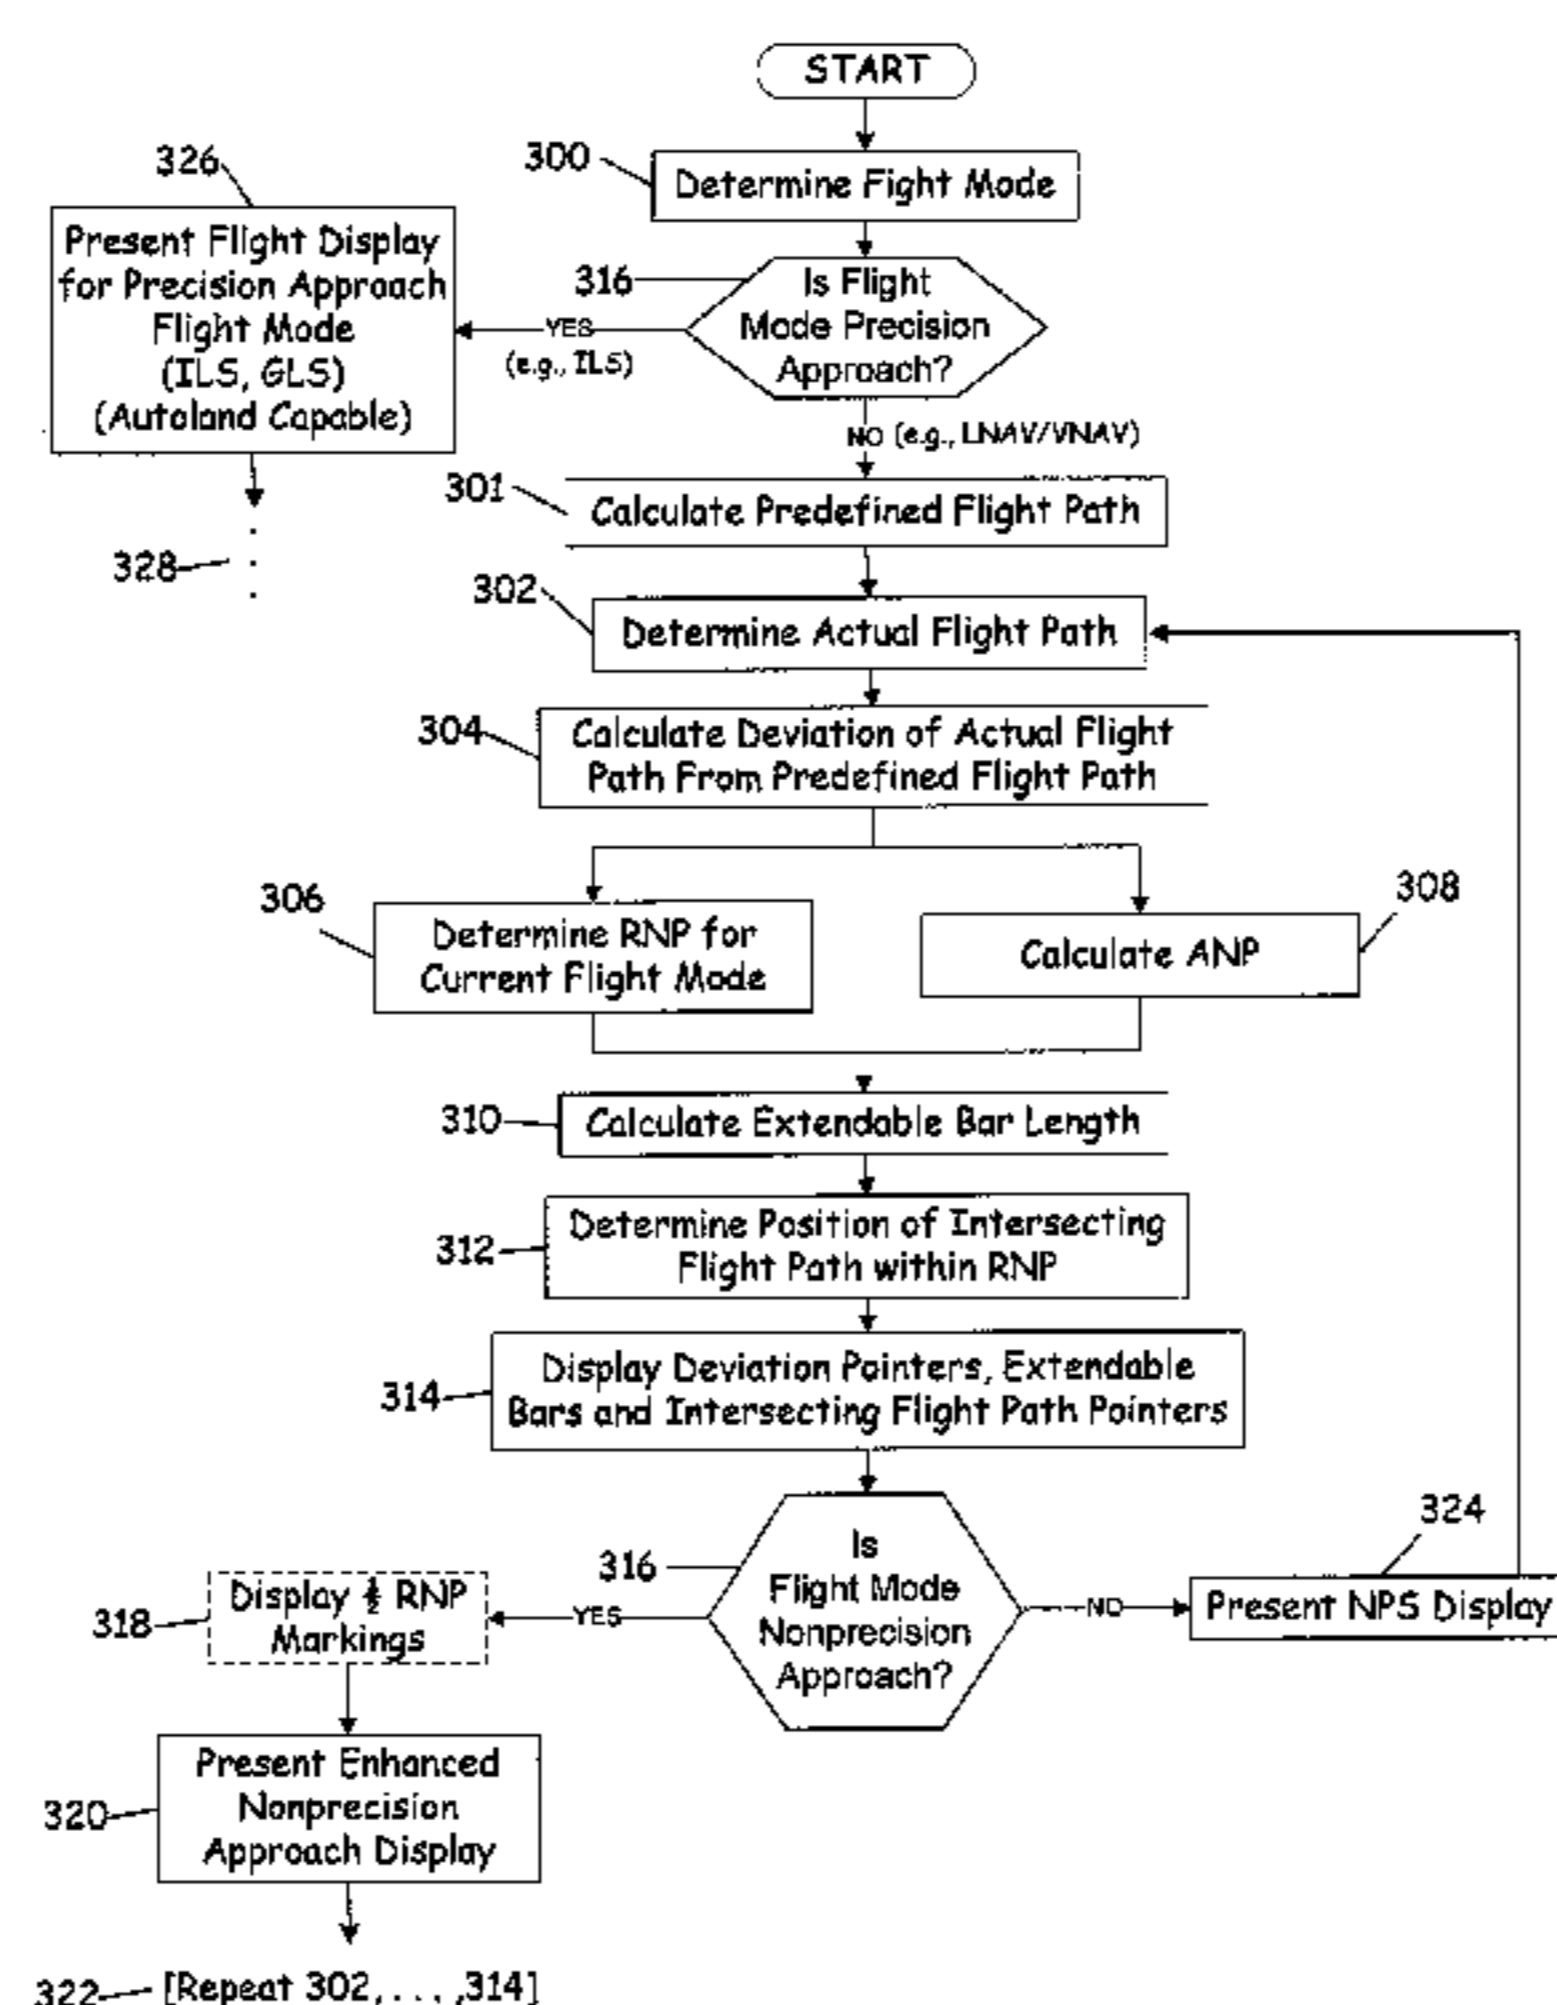 START
300
Determine Fight Mode
326
Present Flight Display
for Precision Approach
Flight Mode
(ILS, GLS)
(Autoland Capable)
316
Is Flight
Mode Precision
Approach?
YES
(e.g., ILS)
NO (e.g., LNAV/VNAV)
328
301
Calculate Predefined Flight Path
302
Determine Actual Flight Path
304
Calculate Deviation of Actual Flight
Path From Predefined Flight Path
306
Determine RNP for
Current Flight Mode
308
Calculate ANP
310
Calculate Extendable Bar Length
312
Determine Position of Intersecting
Flight Path within RNP
314
Display Deviation Pointers, Extendable
Bars and Intersecting Flight Path Pointers
316
Is
Flight Mode
Nonprecision
Approach?
YES
NO
324
Present NPS Display
318
Display ½ RNP
Markings
320
Present Enhanced
Nonprecision
Approach Display
322
[Repeat 302, . . . ,314]